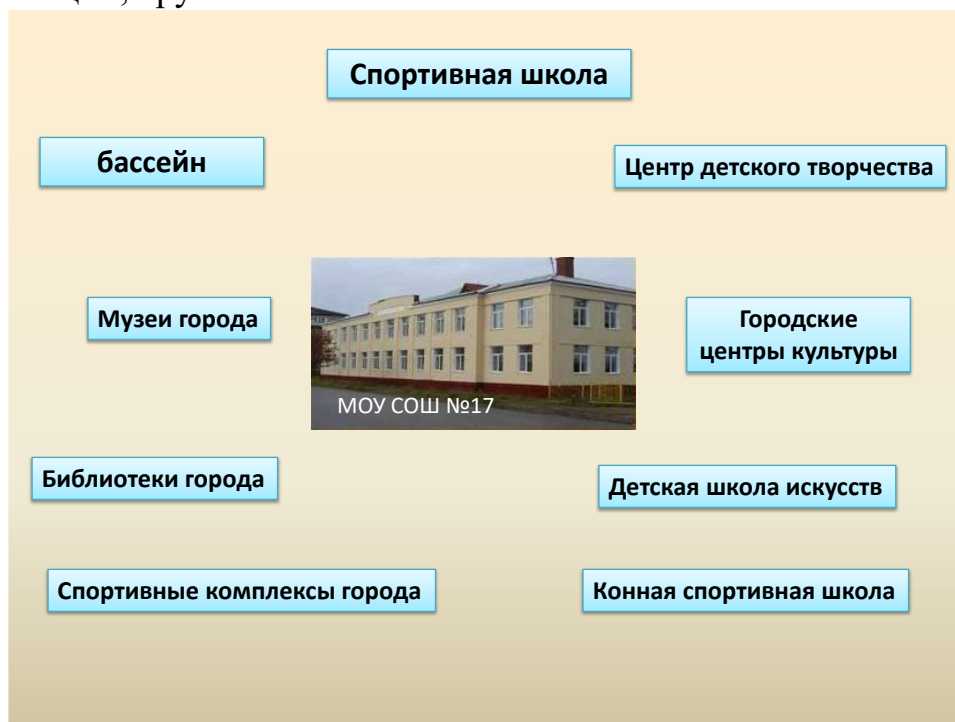 Спортивная школа
бассейн
Центр детского творчества
Музеи города
Городские
центры культуры
МОУ СОШ №17
Библиотеки города
Детская школа искусств
Спортивные комплексы города
Конная спортивная школа